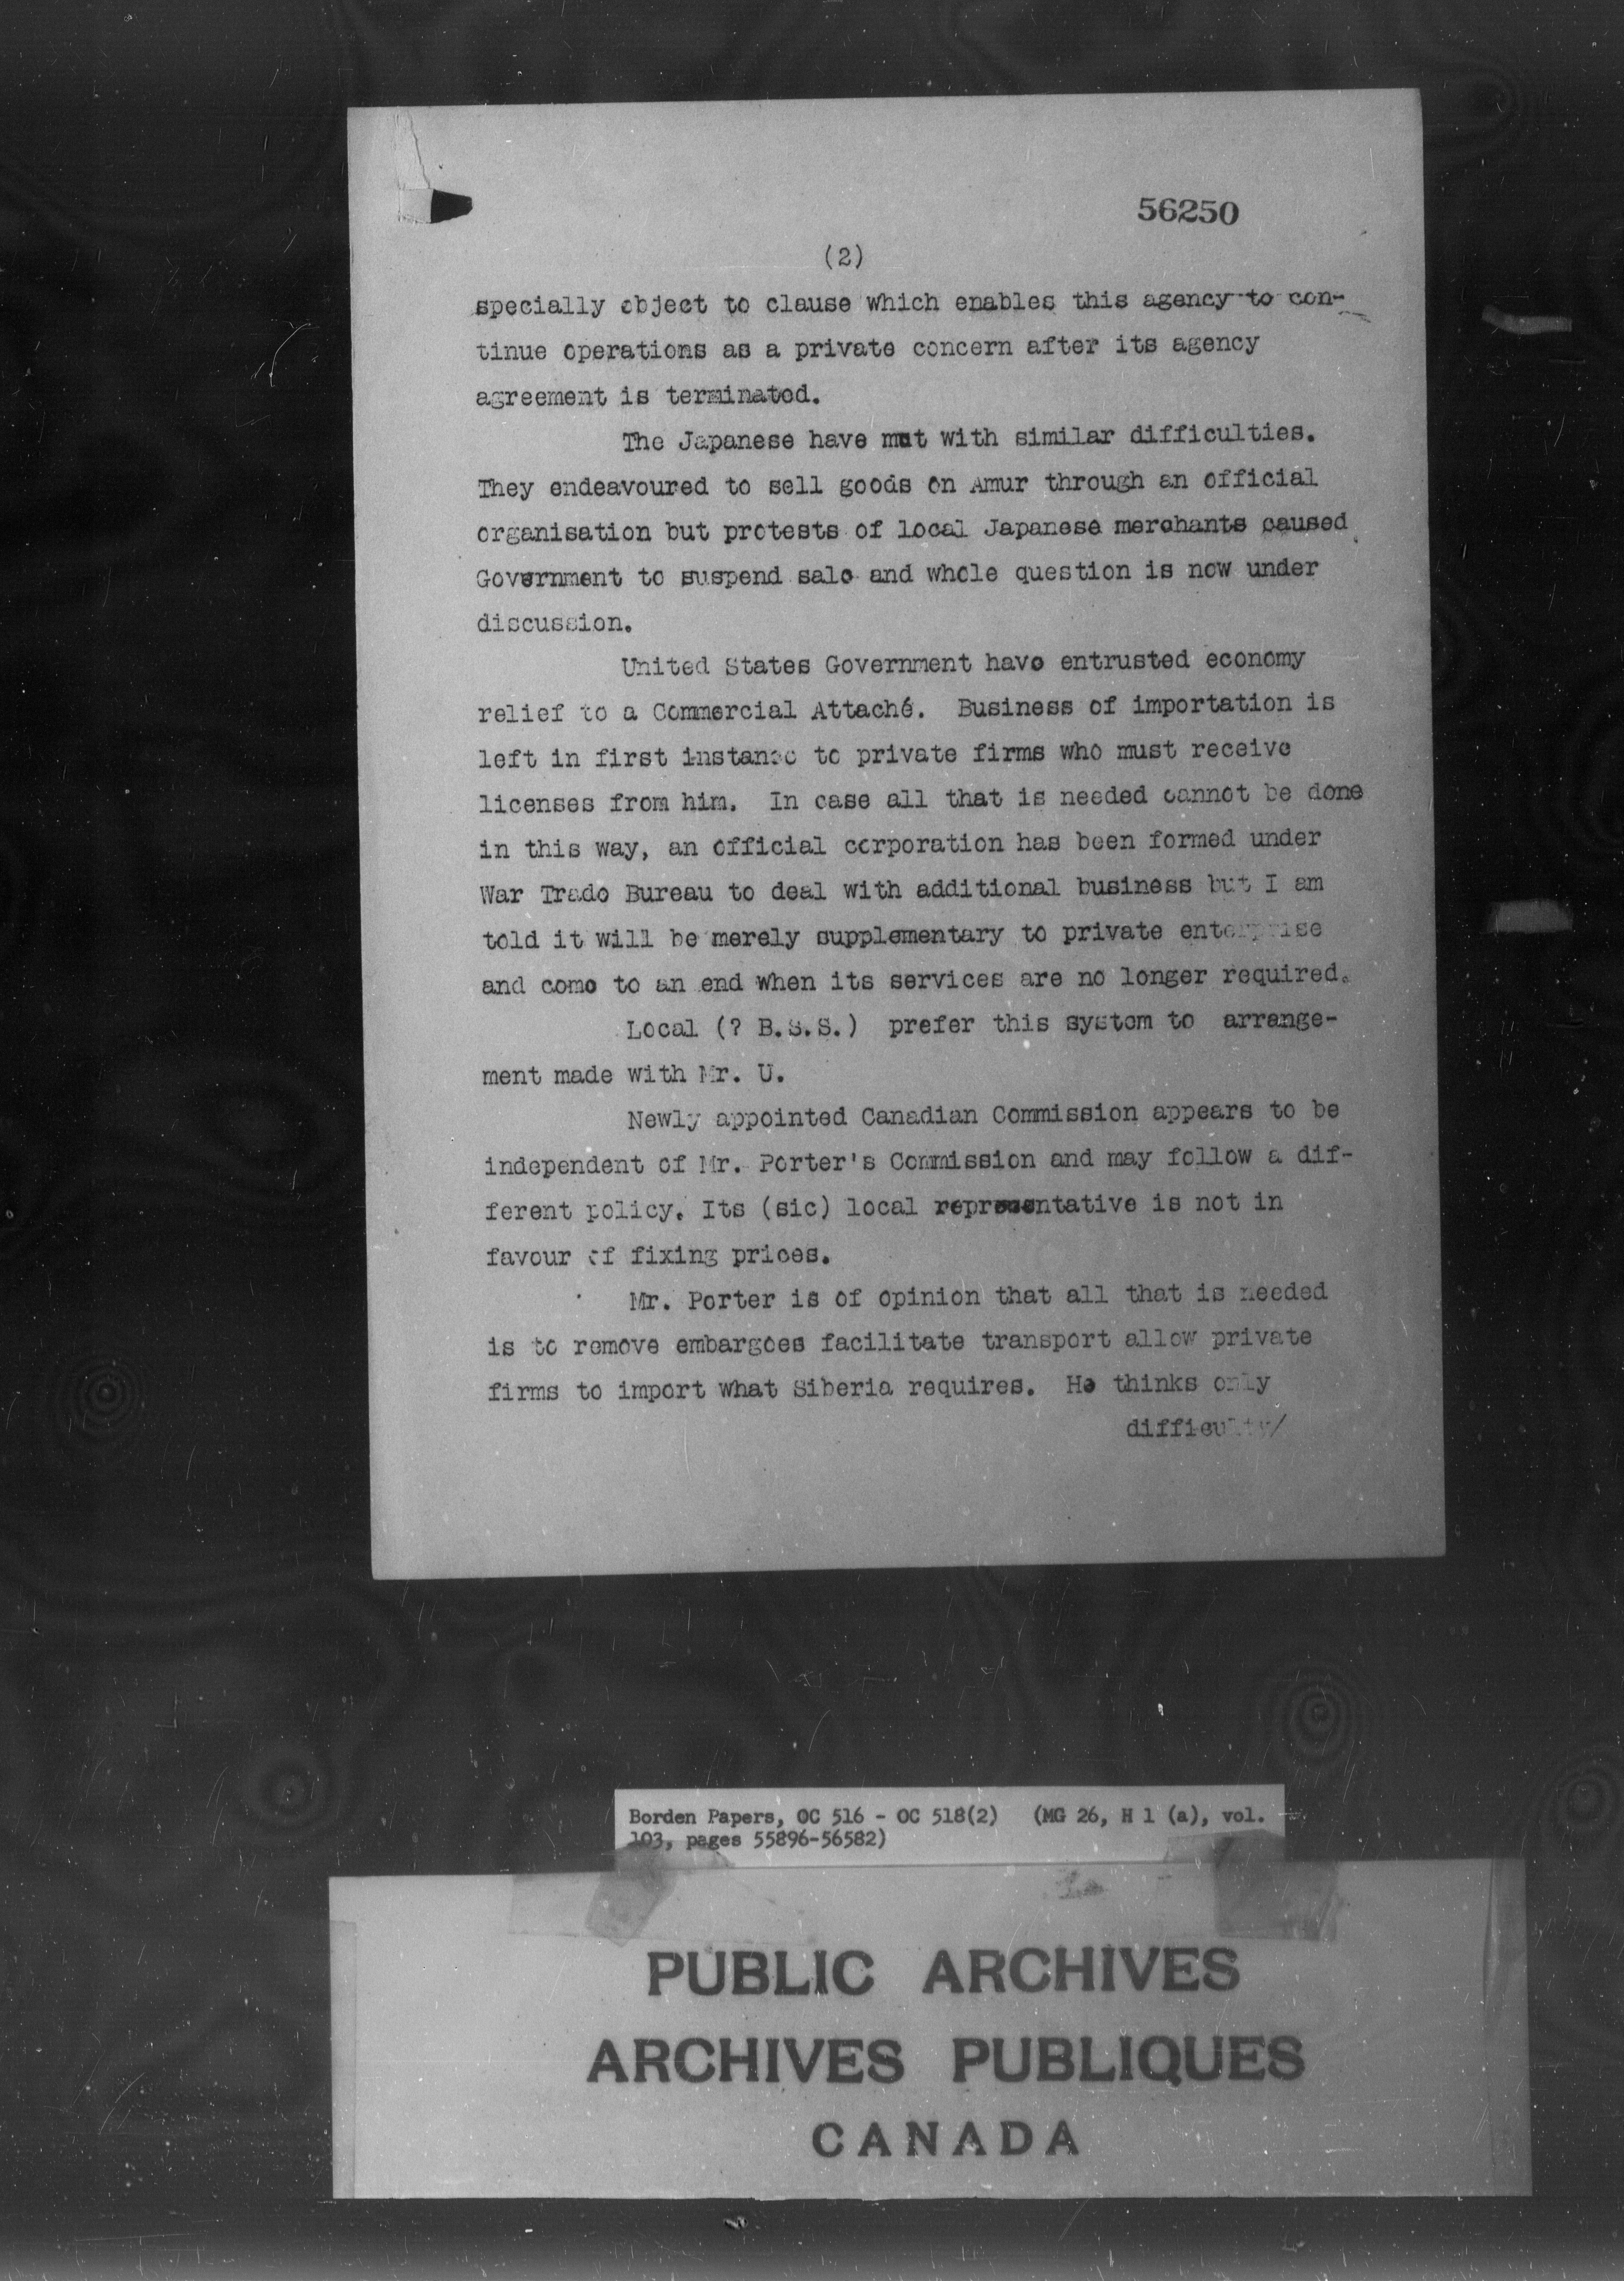 56250
(2)
specially object to clause which enables this agency to con-
tinue operations as a private concern after its agency
agreement is terminated.
The Japanese have met with similar difficulties.
They endeavoured to sell goods on Amur through an official
organisation but protests of local Japanese merchants caused
Government to suspend sale and whole question is now under
discussion.
United States Government have entrusted economy
relief to a Commercial Attaché. Business of importation is
left in first instance to private firms who must receive
licenses from him. In case all that is needed cannot be done
in this way, an official corporation has been formed under
War Trade Bureau to deal with additional business but I am
told it will be merely supplementary to private enterprise
and come to an end when its services are no longer required.
Local (? B.S.S.) prefer this system to arrange-
ment made with Mr. U.
Newly appointed Canadian Commission appears to be
independent of Mr. Porter's Commission and may follow a dif-
ferent policy. Its (sic) local representative is not in
favour of fixing prices.
Mr. Porter is of opinion that all that is needed
is to remove embargoes facilitate transport allow private
firms to import what Siberia requires. He thinks only
difficulty/
Borden Papers, OC 516 - OC 518(2) (MG 26, H 1 (a), vol.
103, pages 55896-56582)
PUBLIC ARCHIVES
ARCHIVES PUBLIQUES
CANADA